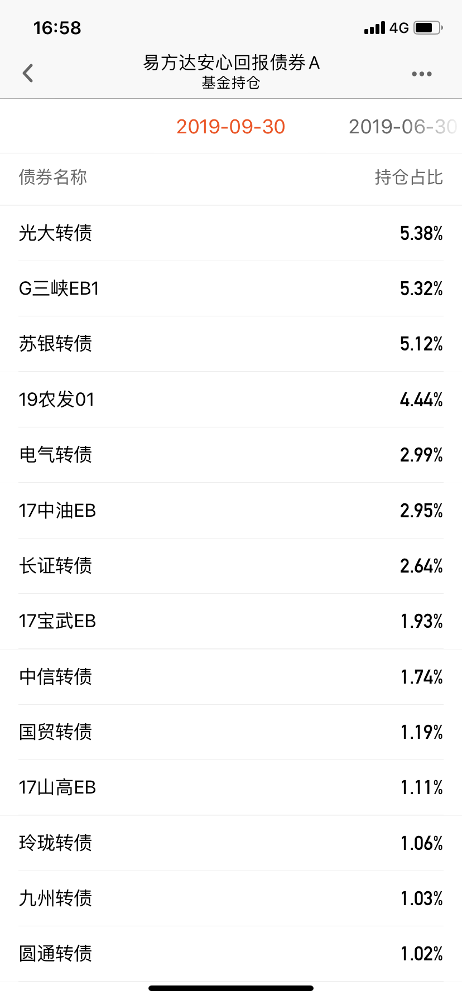 16:58 4G
易方达安心回报债券A
基金持仓
2019-09-30 2019-06-30
债券名称 持仓占比
光大转债 5.38%
G三峡EB1 5.32%
苏银转债 5.12%
19农发01 4.44%
电气转债 2.99%
17中油EB 2.95%
长证转债 2.64%
17宝武EB 1.93%
中信转债 1.74%
国贸转债 1.19%
17山高EB 1.11%
玲珑转债 1.06%
九州转债 1.03%
圆通转债 1.02%